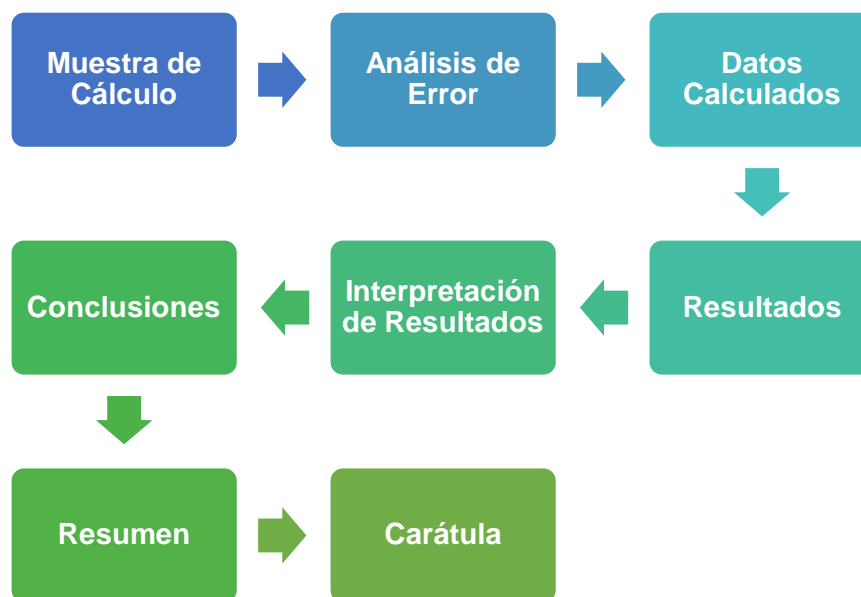 Muestra de
Cálculo
Análisis de
Error
Datos
Calculados
Resultados
Interpretación
de Resultados
Conclusiones
Resumen
Carátula